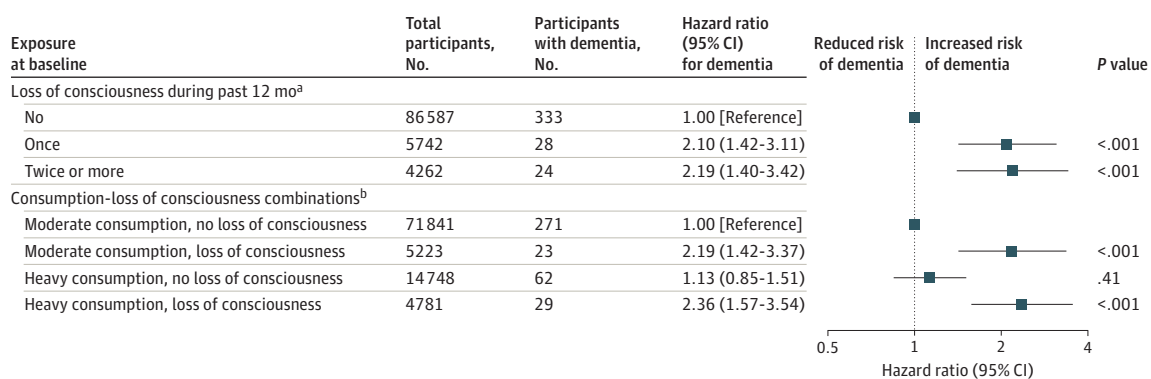 Exposure at baseline | Total participants, No. | Participants with dementia, No. | Hazard ratio (95% CI) for dementia | Reduced risk of dementia | Increased risk of dementia | P value
Loss of consciousness during past 12 moᵃ
No 86 587 333 1.00 [Reference]
Once 5742 28 2.10 (1.42-3.11) <.001
Twice or more 4262 24 2.19 (1.40-3.42) <.001
Consumption-loss of consciousness combinationsᵇ
Moderate consumption, no loss of consciousness 71 841 271 1.00 [Reference]
Moderate consumption, loss of consciousness 5223 23 2.19 (1.42-3.37) <.001
Heavy consumption, no loss of consciousness 14 748 62 1.13 (0.85-1.51) .41
Heavy consumption, loss of consciousness 4781 29 2.36 (1.57-3.54) <.001
0.5 1 2 4
Hazard ratio (95% CI)